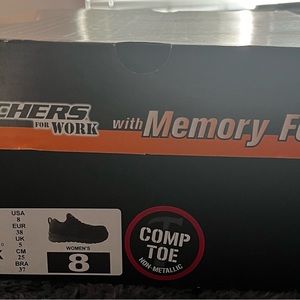 CHERS
FOR WORK
with Memory Fo
USA
8
EUR
38
UK
5
CM
25
BRA
37
WOMEN'S
8
COMP
TOE
NON-METALLIC